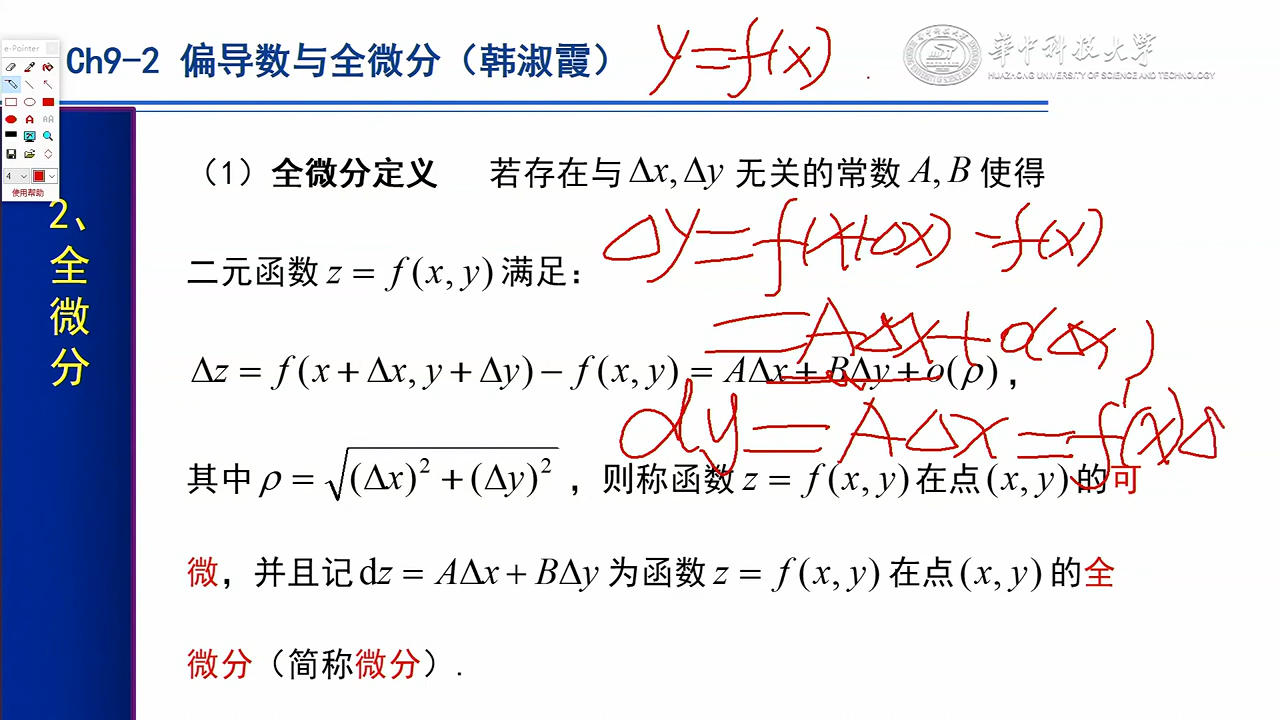 e-Pointer
Ch9-2 偏导数与全微分（韩淑霞）
y=f(x)
华中科技大学
HUAZHONG UNIVERSITY OF SCIENCE AND TECHNOLOGY
4
使用帮助
2、全微分
（1）全微分定义 若存在与 Δx, Δy 无关的常数 A, B 使得
Δy=f(x+Δx)-f(x)
二元函数 z = f(x, y) 满足：
=AΔx+o(Δx)
Δz = f(x + Δx, y + Δy) − f(x, y) = AΔx + BΔy + o(ρ)，
dy=AΔx=f'(x)Δ
其中 ρ = √((Δx)² + (Δy)²)，则称函数 z = f(x, y) 在点 (x, y) 的可
微，并且记 dz = AΔx + BΔy 为函数 z = f(x, y) 在点 (x, y) 的全
微分（简称微分）.